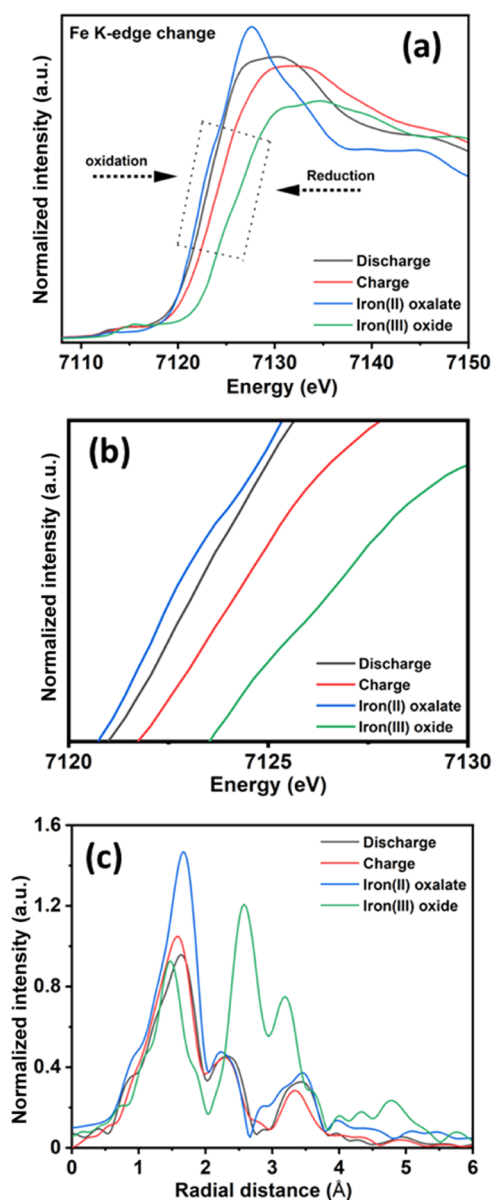 Fe K-edge change
(a)
oxidation
Reduction
Discharge
Charge
Iron(II) oxalate
Iron(III) oxide
Normalized intensity (a.u.)
7110 7120 7130 7140 7150
Energy (eV)
(b)
Discharge
Charge
Iron(II) oxalate
Iron(III) oxide
Normalized intensity (a.u.)
7120 7125 7130
Energy (eV)
(c)
Discharge
Charge
Iron(II) oxalate
Iron(III) oxide
Normalized intensity (a.u.)
1.6
1.2
0.8
0.4
0
0 1 2 3 4 5 6
Radial distance (Å)